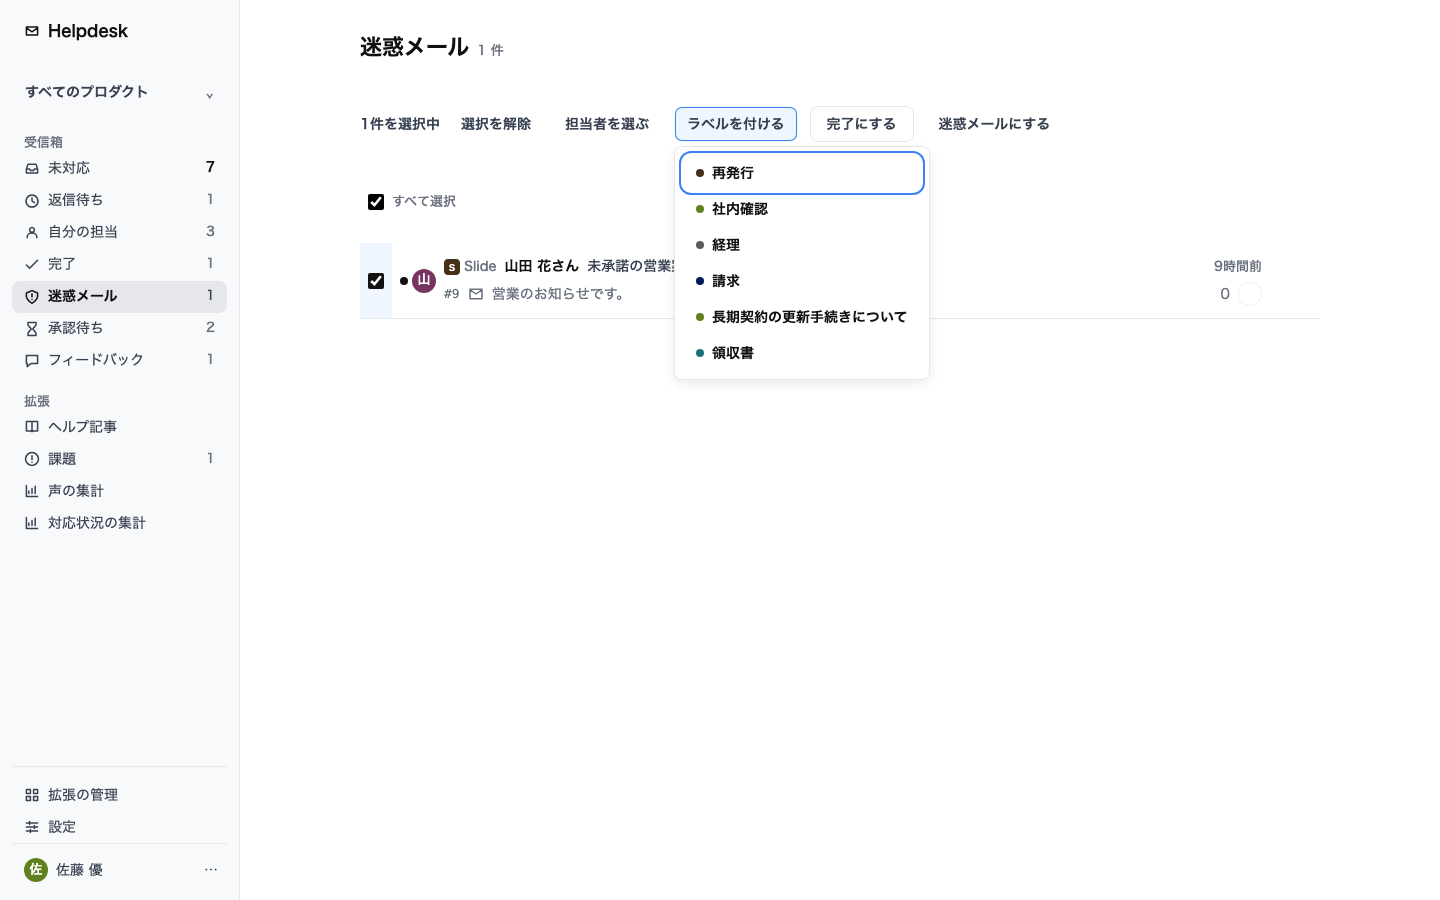 Helpdesk
すべてのプロダクト
受信箱
未対応 7
返信待ち 1
自分の担当 3
完了 1
迷惑メール 1
承認待ち 2
フィードバック 1
拡張
ヘルプ記事
課題 1
声の集計
対応状況の集計
拡張の管理
設定
佐 佐藤 優 …
迷惑メール 1 件
1件を選択中 選択を解除 担当者を選ぶ ラベルを付ける 完了にする 迷惑メールにする
再発行
社内確認
経理
請求
長期契約の更新手続きについて
領収書
すべて選択
山 S Slide 山田 花さん 未承諾の営業 9時間前
#9 営業のお知らせです。 0